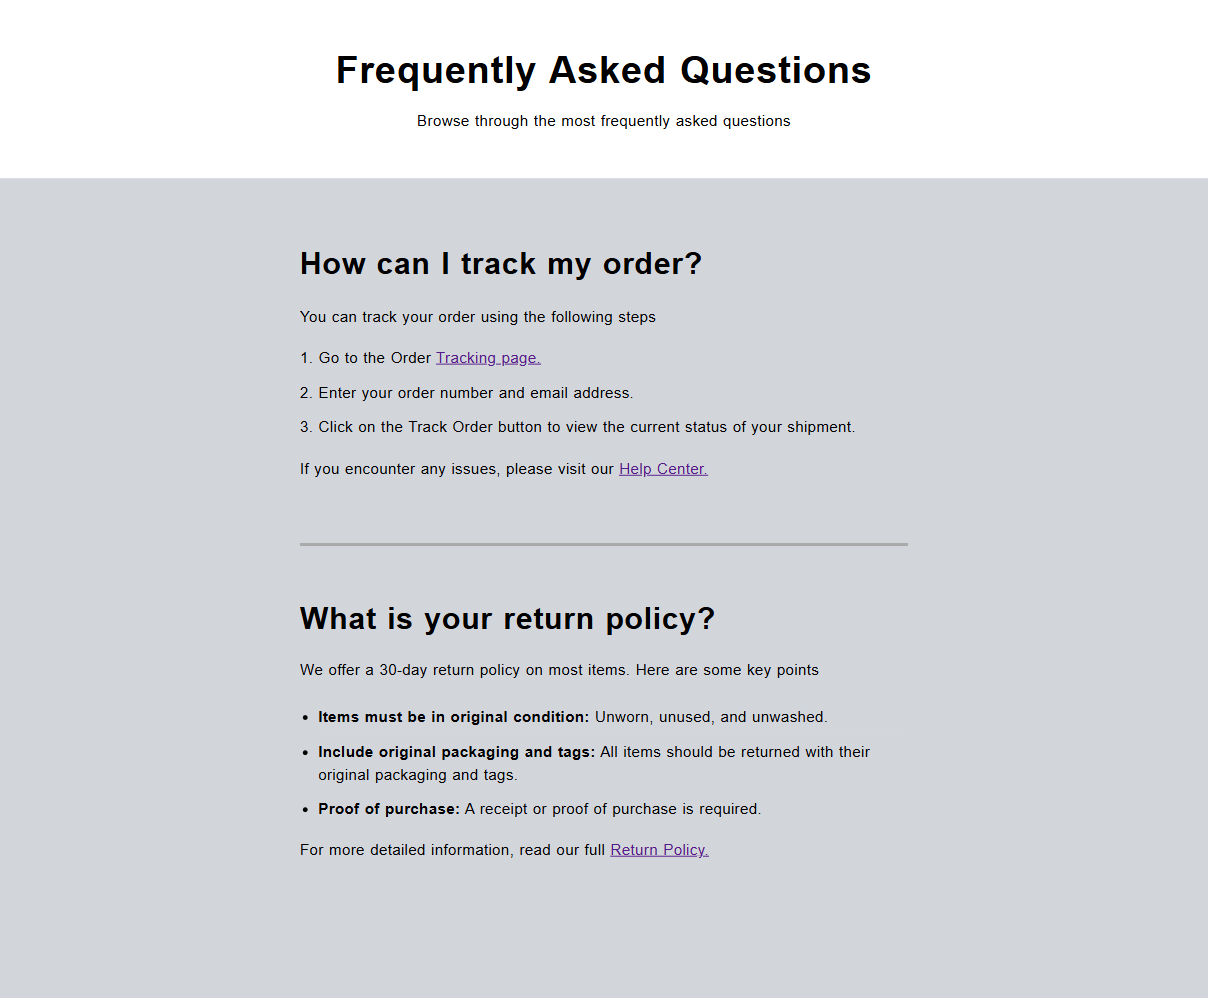 Frequently Asked Questions
Browse through the most frequently asked questions
How can I track my order?
You can track your order using the following steps
1. Go to the Order Tracking page.
2. Enter your order number and email address.
3. Click on the Track Order button to view the current status of your shipment.
If you encounter any issues, please visit our Help Center.
What is your return policy?
We offer a 30-day return policy on most items. Here are some key points
• Items must be in original condition: Unworn, unused, and unwashed.
• Include original packaging and tags: All items should be returned with their
original packaging and tags.
• Proof of purchase: A receipt or proof of purchase is required.
For more detailed information, read our full Return Policy.